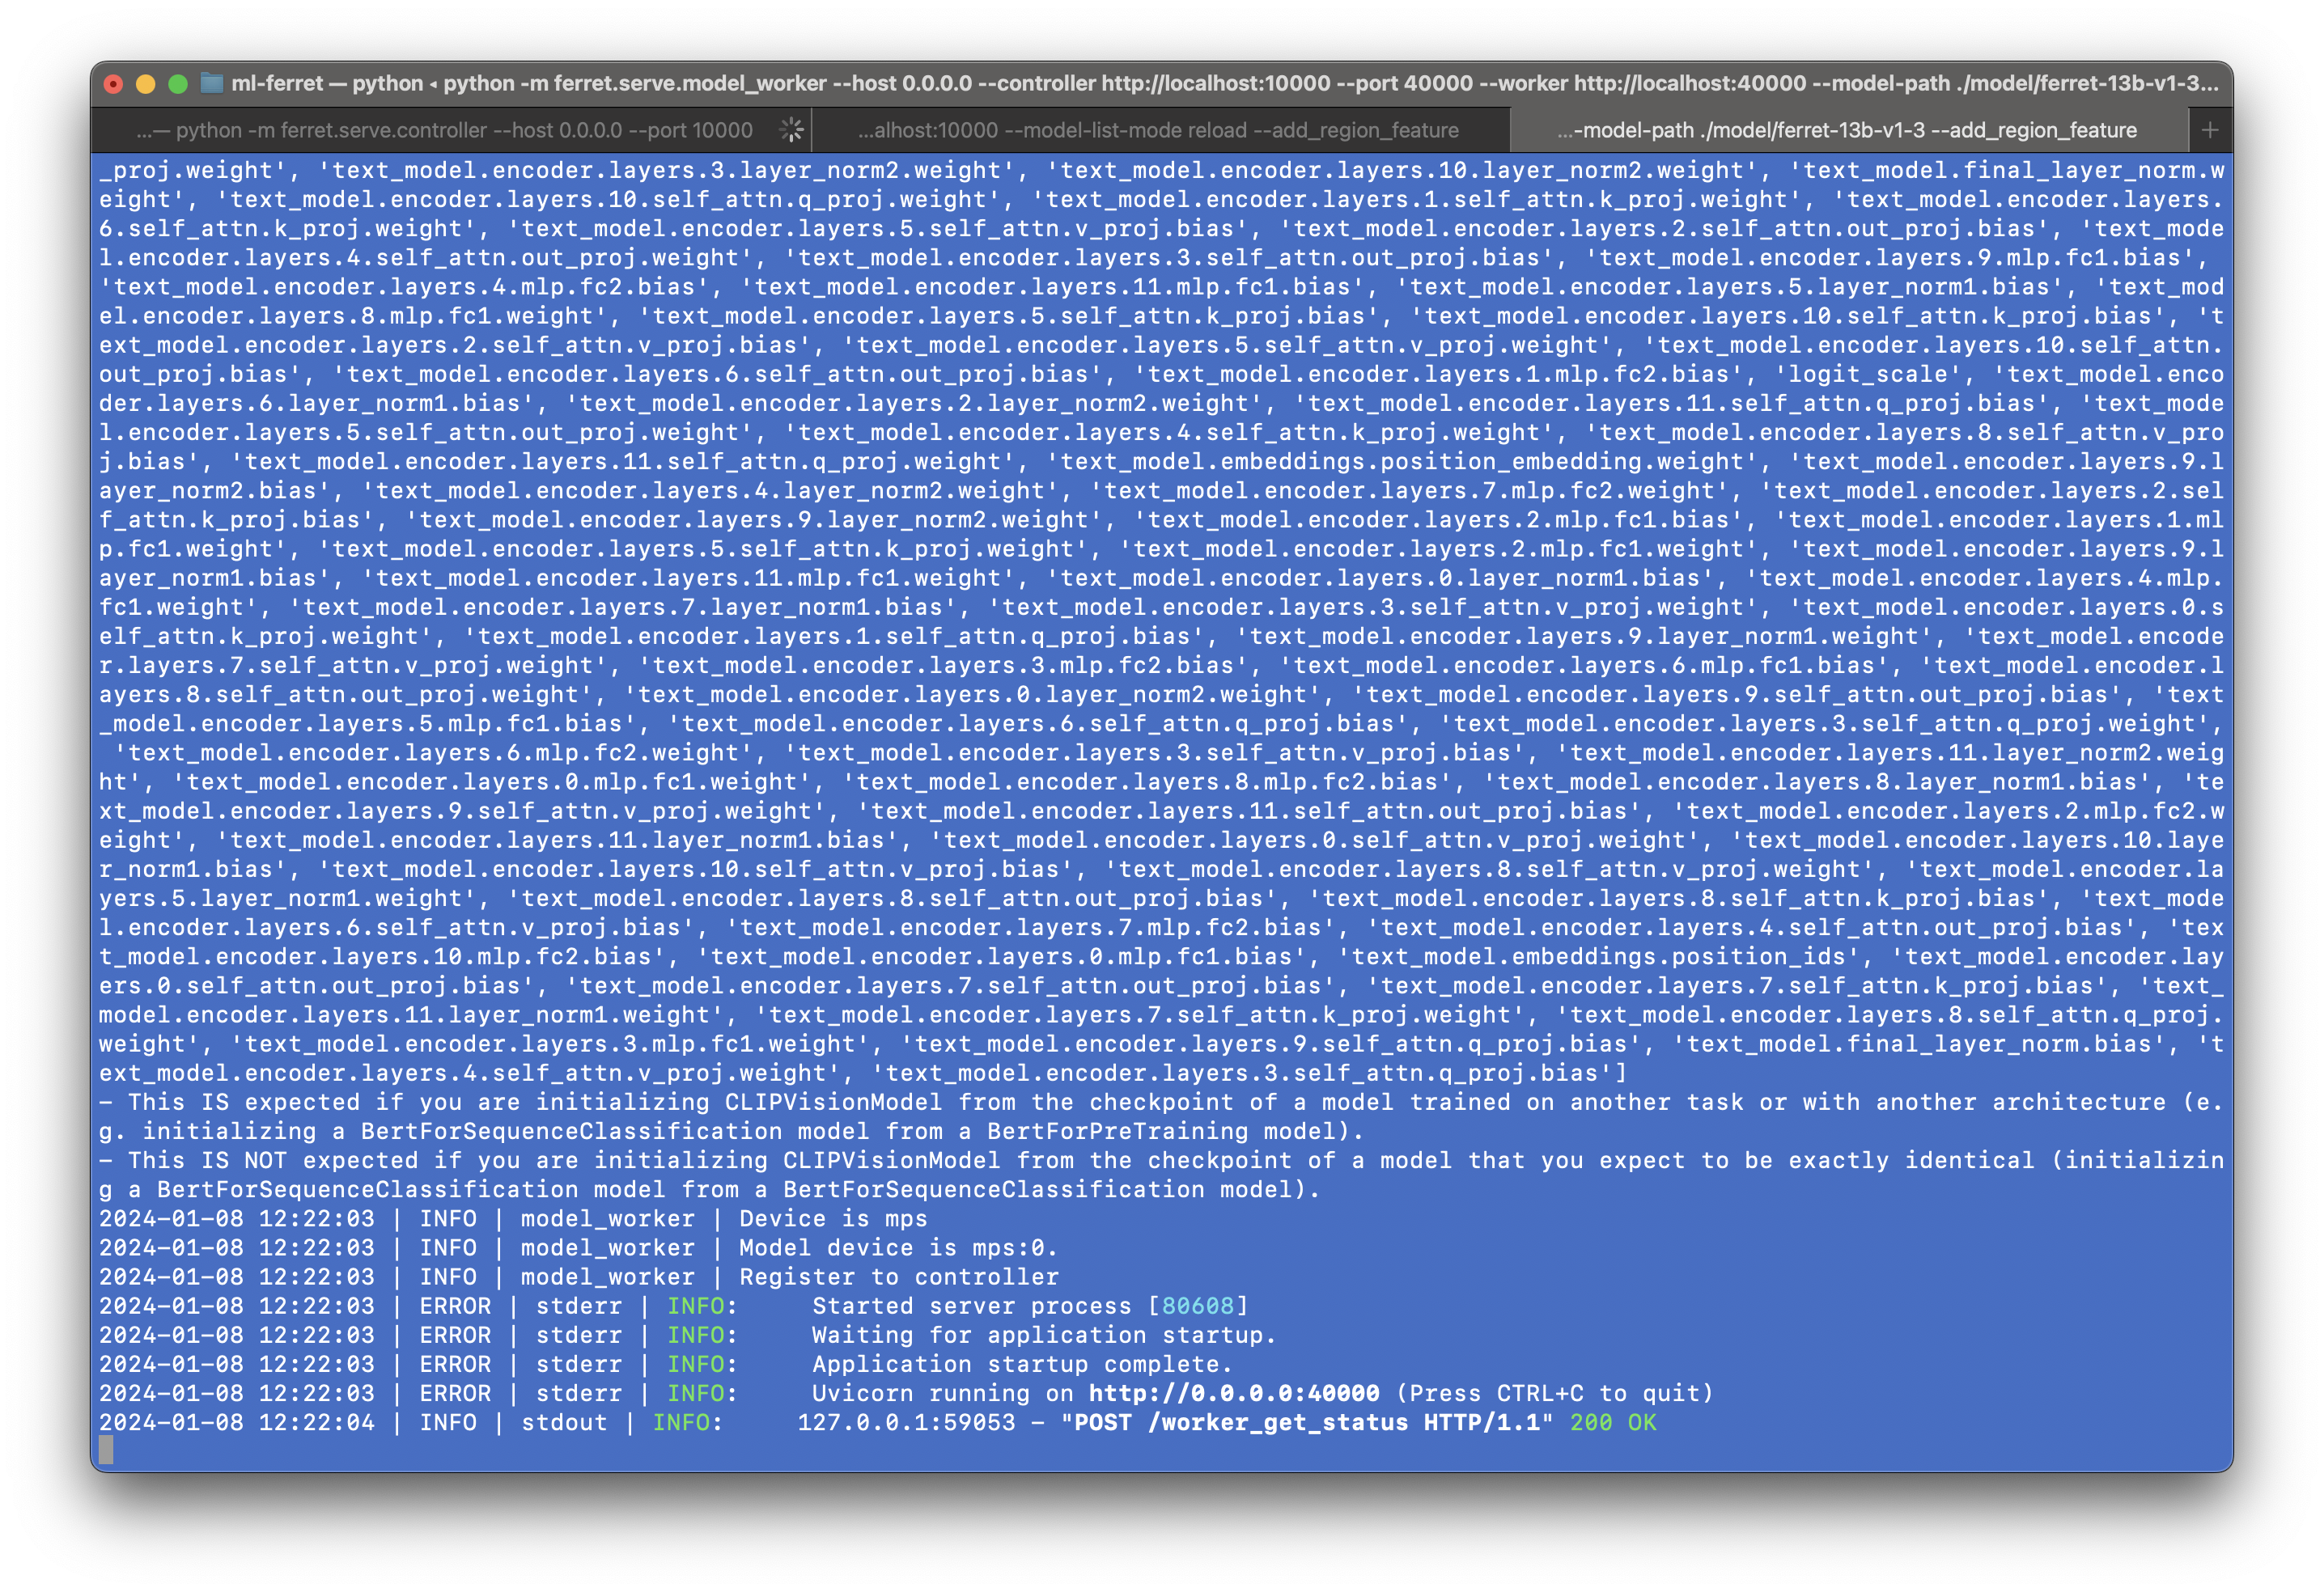 ml-ferret — python ◂ python -m ferret.serve.model_worker --host 0.0.0.0 --controller http://localhost:10000 --port 40000 --worker http://localhost:40000 --model-path ./model/ferret-13b-v1-3...
...— python -m ferret.serve.controller --host 0.0.0.0 --port 10000
...alhost:10000 --model-list-mode reload --add_region_feature
...-model-path ./model/ferret-13b-v1-3 --add_region_feature
_proj.weight', 'text_model.encoder.layers.3.layer_norm2.weight', 'text_model.encoder.layers.10.layer_norm2.weight', 'text_model.final_layer_norm.w
eight', 'text_model.encoder.layers.10.self_attn.q_proj.weight', 'text_model.encoder.layers.1.self_attn.k_proj.weight', 'text_model.encoder.layers.
6.self_attn.k_proj.weight', 'text_model.encoder.layers.5.self_attn.v_proj.bias', 'text_model.encoder.layers.2.self_attn.out_proj.bias', 'text_mode
l.encoder.layers.4.self_attn.out_proj.weight', 'text_model.encoder.layers.3.self_attn.out_proj.bias', 'text_model.encoder.layers.9.mlp.fc1.bias',
'text_model.encoder.layers.4.mlp.fc2.bias', 'text_model.encoder.layers.11.mlp.fc1.bias', 'text_model.encoder.layers.5.layer_norm1.bias', 'text_mod
el.encoder.layers.8.mlp.fc1.weight', 'text_model.encoder.layers.5.self_attn.k_proj.bias', 'text_model.encoder.layers.10.self_attn.k_proj.bias', 't
ext_model.encoder.layers.2.self_attn.v_proj.bias', 'text_model.encoder.layers.5.self_attn.v_proj.weight', 'text_model.encoder.layers.10.self_attn.
out_proj.bias', 'text_model.encoder.layers.6.self_attn.out_proj.bias', 'text_model.encoder.layers.1.mlp.fc2.bias', 'logit_scale', 'text_model.enco
der.layers.6.layer_norm1.bias', 'text_model.encoder.layers.2.layer_norm2.weight', 'text_model.encoder.layers.11.self_attn.q_proj.bias', 'text_mode
l.encoder.layers.5.self_attn.out_proj.weight', 'text_model.encoder.layers.4.self_attn.k_proj.weight', 'text_model.encoder.layers.8.self_attn.v_pro
j.bias', 'text_model.encoder.layers.11.self_attn.q_proj.weight', 'text_model.embeddings.position_embedding.weight', 'text_model.encoder.layers.9.l
ayer_norm2.bias', 'text_model.encoder.layers.4.layer_norm2.weight', 'text_model.encoder.layers.7.mlp.fc2.weight', 'text_model.encoder.layers.2.sel
f_attn.k_proj.bias', 'text_model.encoder.layers.9.layer_norm2.weight', 'text_model.encoder.layers.2.mlp.fc1.bias', 'text_model.encoder.layers.1.ml
p.fc1.weight', 'text_model.encoder.layers.5.self_attn.k_proj.weight', 'text_model.encoder.layers.2.mlp.fc1.weight', 'text_model.encoder.layers.9.l
ayer_norm1.bias', 'text_model.encoder.layers.11.mlp.fc1.weight', 'text_model.encoder.layers.0.layer_norm1.bias', 'text_model.encoder.layers.4.mlp.
fc1.weight', 'text_model.encoder.layers.7.layer_norm1.bias', 'text_model.encoder.layers.3.self_attn.v_proj.weight', 'text_model.encoder.layers.0.s
elf_attn.k_proj.weight', 'text_model.encoder.layers.1.self_attn.q_proj.bias', 'text_model.encoder.layers.9.layer_norm1.weight', 'text_model.encode
r.layers.7.self_attn.v_proj.weight', 'text_model.encoder.layers.3.mlp.fc2.bias', 'text_model.encoder.layers.6.mlp.fc1.bias', 'text_model.encoder.l
ayers.8.self_attn.out_proj.weight', 'text_model.encoder.layers.0.layer_norm2.weight', 'text_model.encoder.layers.9.self_attn.out_proj.bias', 'text
_model.encoder.layers.5.mlp.fc1.bias', 'text_model.encoder.layers.6.self_attn.q_proj.bias', 'text_model.encoder.layers.3.self_attn.q_proj.weight',
'text_model.encoder.layers.6.mlp.fc2.weight', 'text_model.encoder.layers.3.self_attn.v_proj.bias', 'text_model.encoder.layers.11.layer_norm2.weig
ht', 'text_model.encoder.layers.0.mlp.fc1.weight', 'text_model.encoder.layers.8.mlp.fc2.bias', 'text_model.encoder.layers.8.layer_norm1.bias', 'te
xt_model.encoder.layers.9.self_attn.v_proj.weight', 'text_model.encoder.layers.11.self_attn.out_proj.bias', 'text_model.encoder.layers.2.mlp.fc2.w
eight', 'text_model.encoder.layers.11.layer_norm1.bias', 'text_model.encoder.layers.0.self_attn.v_proj.weight', 'text_model.encoder.layers.10.laye
r_norm1.bias', 'text_model.encoder.layers.10.self_attn.v_proj.bias', 'text_model.encoder.layers.8.self_attn.v_proj.weight', 'text_model.encoder.la
yers.5.layer_norm1.weight', 'text_model.encoder.layers.8.self_attn.out_proj.bias', 'text_model.encoder.layers.8.self_attn.k_proj.bias', 'text_mode
l.encoder.layers.6.self_attn.v_proj.bias', 'text_model.encoder.layers.7.mlp.fc2.bias', 'text_model.encoder.layers.4.self_attn.out_proj.bias', 'tex
t_model.encoder.layers.10.mlp.fc2.bias', 'text_model.encoder.layers.0.mlp.fc1.bias', 'text_model.embeddings.position_ids', 'text_model.encoder.lay
ers.0.self_attn.out_proj.bias', 'text_model.encoder.layers.7.self_attn.out_proj.bias', 'text_model.encoder.layers.7.self_attn.k_proj.bias', 'text_
model.encoder.layers.11.layer_norm1.weight', 'text_model.encoder.layers.7.self_attn.k_proj.weight', 'text_model.encoder.layers.8.self_attn.q_proj.
weight', 'text_model.encoder.layers.3.mlp.fc1.weight', 'text_model.encoder.layers.9.self_attn.q_proj.bias', 'text_model.final_layer_norm.bias', 't
ext_model.encoder.layers.4.self_attn.v_proj.weight', 'text_model.encoder.layers.3.self_attn.q_proj.bias']
- This IS expected if you are initializing CLIPVisionModel from the checkpoint of a model trained on another task or with another architecture (e.
g. initializing a BertForSequenceClassification model from a BertForPreTraining model).
- This IS NOT expected if you are initializing CLIPVisionModel from the checkpoint of a model that you expect to be exactly identical (initializin
g a BertForSequenceClassification model from a BertForSequenceClassification model).
2024-01-08 12:22:03 | INFO | model_worker | Device is mps
2024-01-08 12:22:03 | INFO | model_worker | Model device is mps:0.
2024-01-08 12:22:03 | INFO | model_worker | Register to controller
2024-01-08 12:22:03 | ERROR | stderr | INFO:     Started server process [80608]
2024-01-08 12:22:03 | ERROR | stderr | INFO:     Waiting for application startup.
2024-01-08 12:22:03 | ERROR | stderr | INFO:     Application startup complete.
2024-01-08 12:22:03 | ERROR | stderr | INFO:     Uvicorn running on http://0.0.0.0:40000 (Press CTRL+C to quit)
2024-01-08 12:22:04 | INFO | stdout | INFO:     127.0.0.1:59053 - "POST /worker_get_status HTTP/1.1" 200 OK